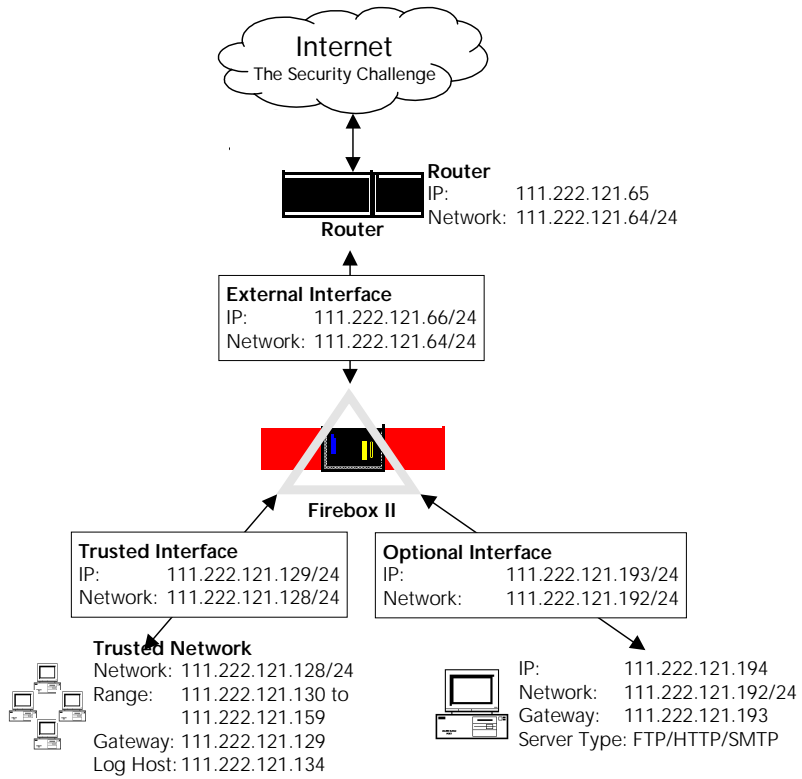 Internet
The Security Challenge
Router
IP: 111.222.121.65
Network: 111.222.121.64/24
Router
External Interface
IP: 111.222.121.66/24
Network: 111.222.121.64/24
Firebox II
Trusted Interface
IP: 111.222.121.129/24
Network: 111.222.121.128/24
Optional Interface
IP: 111.222.121.193/24
Network: 111.222.121.192/24
Trusted Network
Network: 111.222.121.128/24
Range: 111.222.121.130 to
111.222.121.159
Gateway: 111.222.121.129
Log Host: 111.222.121.134
IP: 111.222.121.194
Network: 111.222.121.192/24
Gateway: 111.222.121.193
Server Type: FTP/HTTP/SMTP